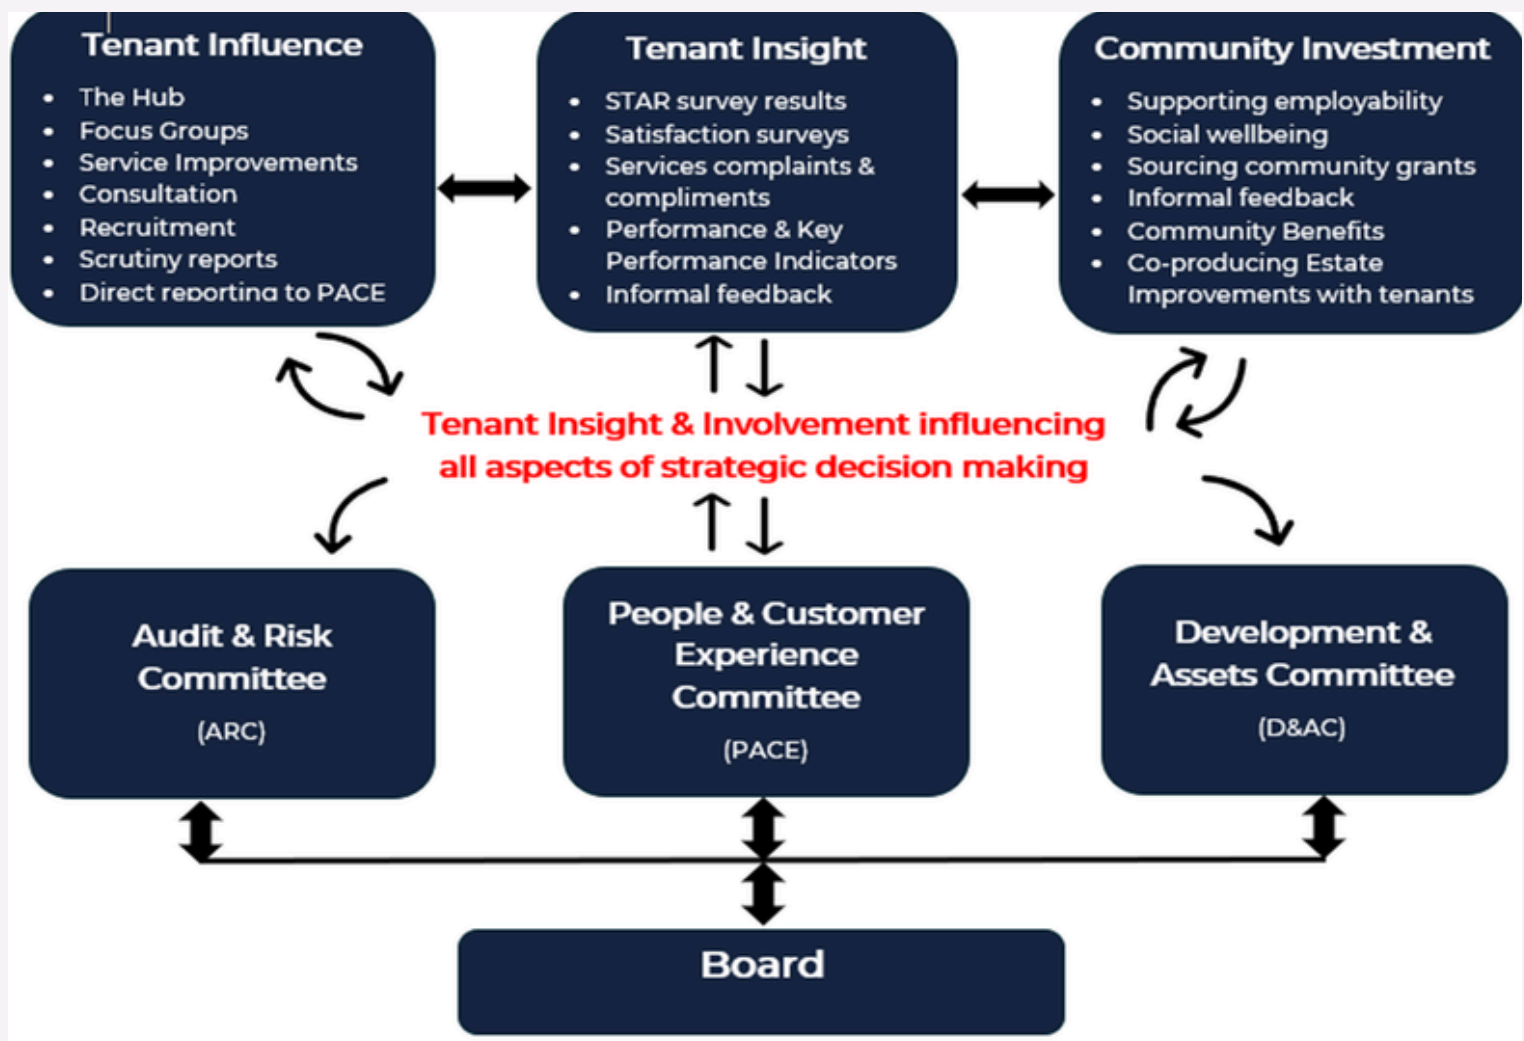 Tenant Influence
• The Hub
• Focus Groups
• Service Improvements
• Consultation
• Recruitment
• Scrutiny reports
• Direct reporting to PACE
Tenant Insight
• STAR survey results
• Satisfaction surveys
• Services complaints &
compliments
• Performance & Key
Performance Indicators
• Informal feedback
Community Investment
• Supporting employability
• Social wellbeing
• Sourcing community grants
• Informal feedback
• Community Benefits
• Co-producing Estate
Improvements with tenants
Tenant Insight & Involvement influencing
all aspects of strategic decision making
Audit & Risk
Committee
(ARC)
People & Customer
Experience
Committee
(PACE)
Development &
Assets Committee
(D&AC)
Board